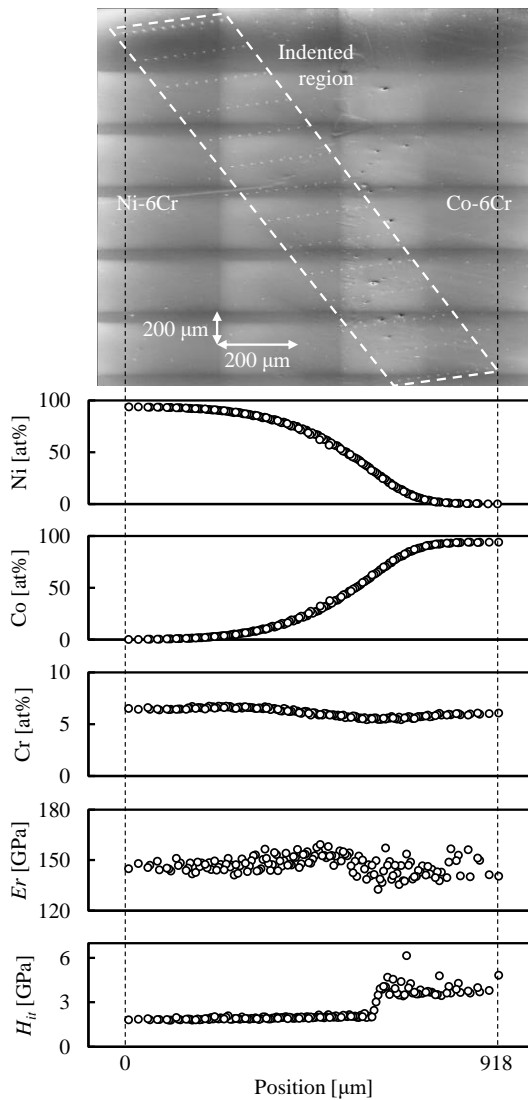 Indented
region
Ni-6Cr
Co-6Cr
200 μm
200 μm
100
50
0
Ni [at%]
100
50
0
Co [at%]
10
5
0
Cr [at%]
180
150
120
Er [GPa]
6
3
0
H_it [GPa]
0
918
Position [μm]